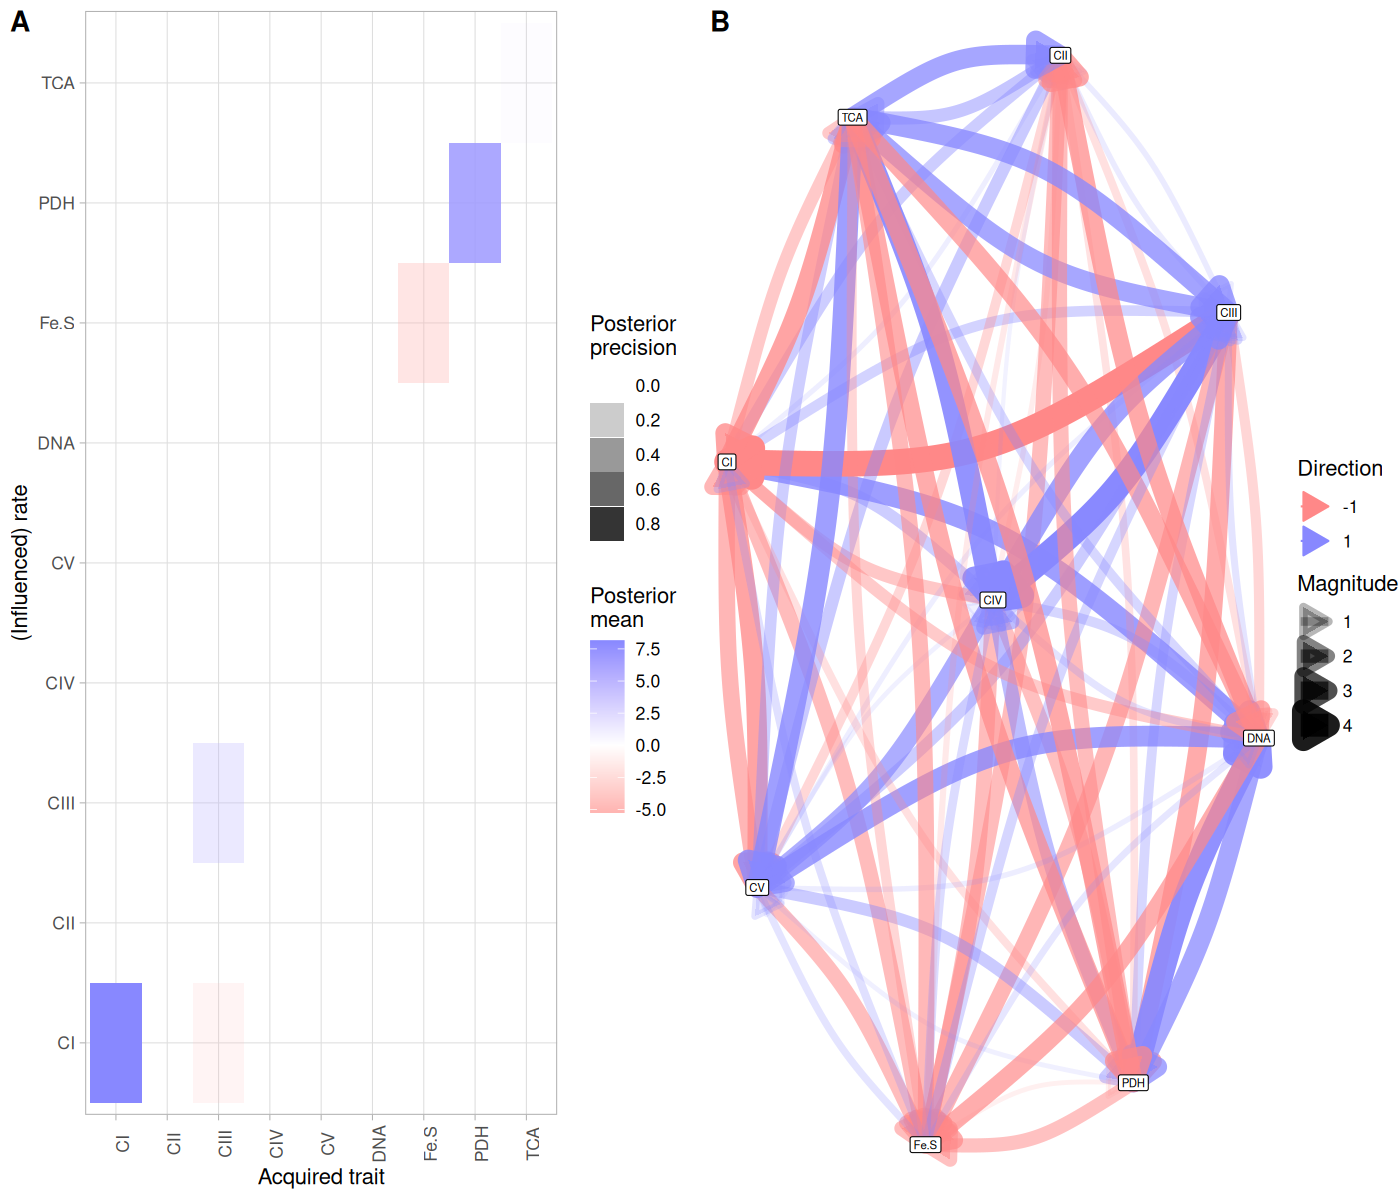 A
TCA
PDH
Fe.S
DNA
CV
CIV
CIII
CII
CI
(Influenced) rate
CI
CII
CIII
CIV
CV
DNA
Fe.S
PDH
TCA
Acquired trait
Posterior
precision
0.0
0.2
0.4
0.6
0.8
Posterior
mean
7.5
5.0
2.5
0.0
-2.5
-5.0
B
CII
TCA
CIII
CI
CIV
DNA
CV
PDH
Fe.S
Direction
-1
1
Magnitude
1
2
3
4